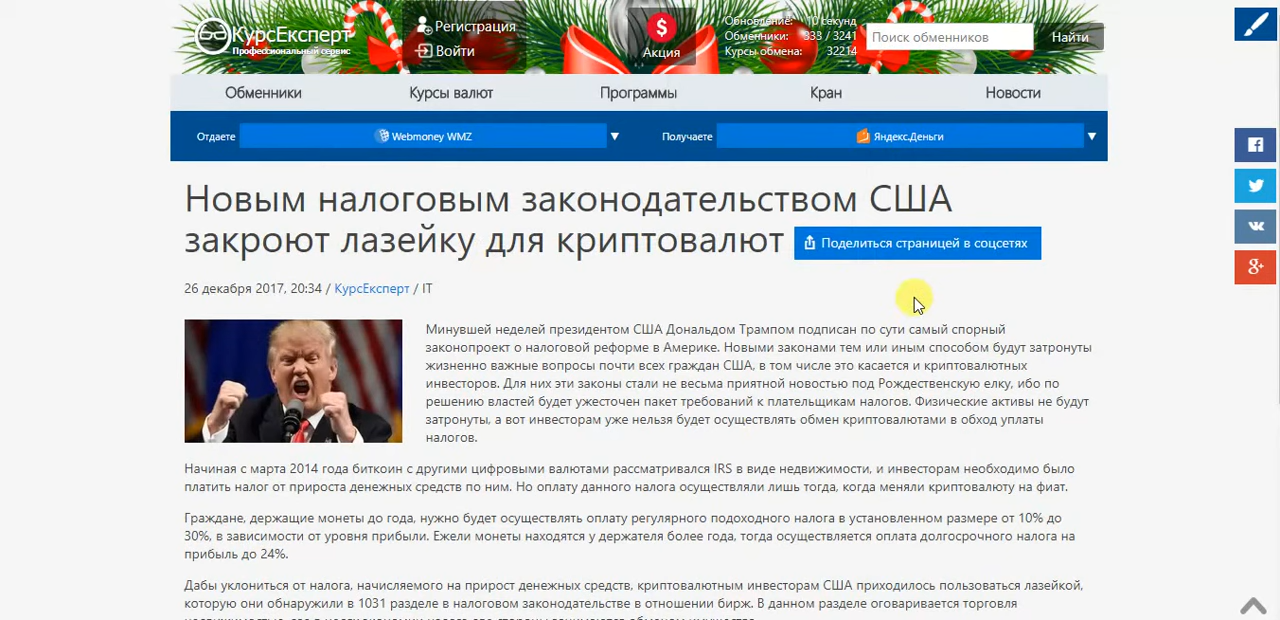 КурсЭксперт
Профессиональный сервис
Регистрация
Войти
$
Акция
Обновление: 10 секунд
Обменники: 333 / 3241
Курсы обмена: 32214
Поиск обменников
Найти
Обменники Курсы валют Программы Кран Новости
Отдаете Webmoney WMZ Получаете Яндекс.Деньги
Новым налоговым законодательством США
закроют лазейку для криптовалют
Поделиться страницей в соцсетях
26 декабря 2017, 20:34 / КурсЕксперт / IT
Минувшей неделей президентом США Дональдом Трампом подписан по сути самый спорный
законопроект о налоговой реформе в Америке. Новыми законами тем или иным способом будут затронуты
жизненно важные вопросы почти всех граждан США, в том числе это касается и криптовалютных
инвесторов. Для них эти законы стали не весьма приятной новостью под Рождественскую елку, ибо по
решению властей будет ужесточен пакет требований к плательщикам налогов. Физические активы не будут
затронуты, а вот инвесторам уже нельзя будет осуществлять обмен криптовалютами в обход уплаты
налогов.
Начиная с марта 2014 года биткоин с другими цифровыми валютами рассматривался IRS в виде недвижимости, и инвесторам необходимо было
платить налог от прироста денежных средств по ним. Но оплату данного налога осуществляли лишь тогда, когда меняли криптовалюту на фиат.
Граждане, держащие монеты до года, нужно будет осуществлять оплату регулярного подоходного налога в установленном размере от 10% до
30%, в зависимости от уровня прибыли. Ежели монеты находятся у держателя более года, тогда осуществляется оплата долгосрочного налога на
прибыль до 24%.
Дабы уклониться от налога, начисляемого на прирост денежных средств, криптовалютным инвесторам США приходилось пользоваться лазейкой,
которую они обнаружили в 1031 разделе в налоговом законодательстве в отношении бирж. В данном разделе оговаривается торговля